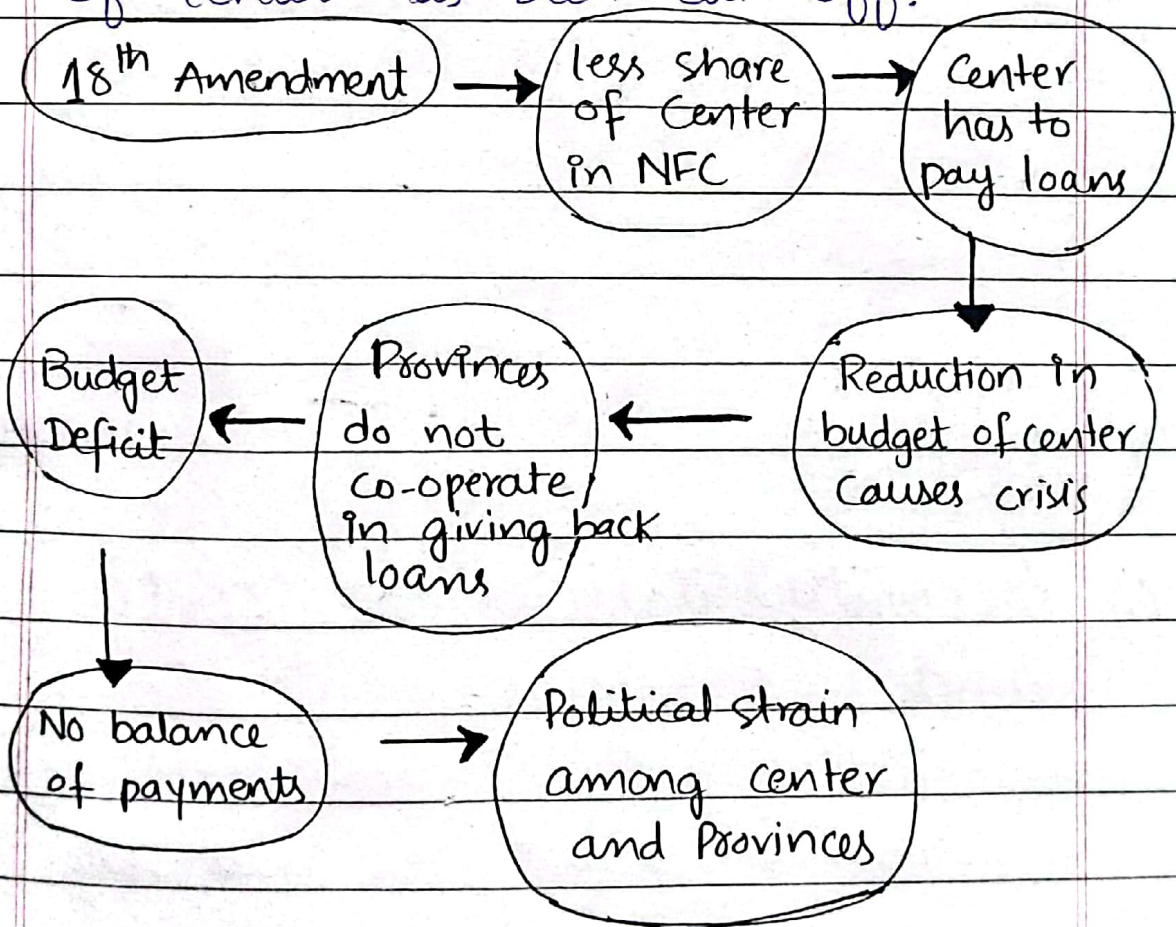 18th Amendment
less share
of Center
in NFC
Center
has to
pay loans
Reduction in
budget of center
Causes crisis
Provinces
do not
co-operate
in giving back
loans
Budget
Deficit
No balance
of payments
Political strain
among center
and Provinces